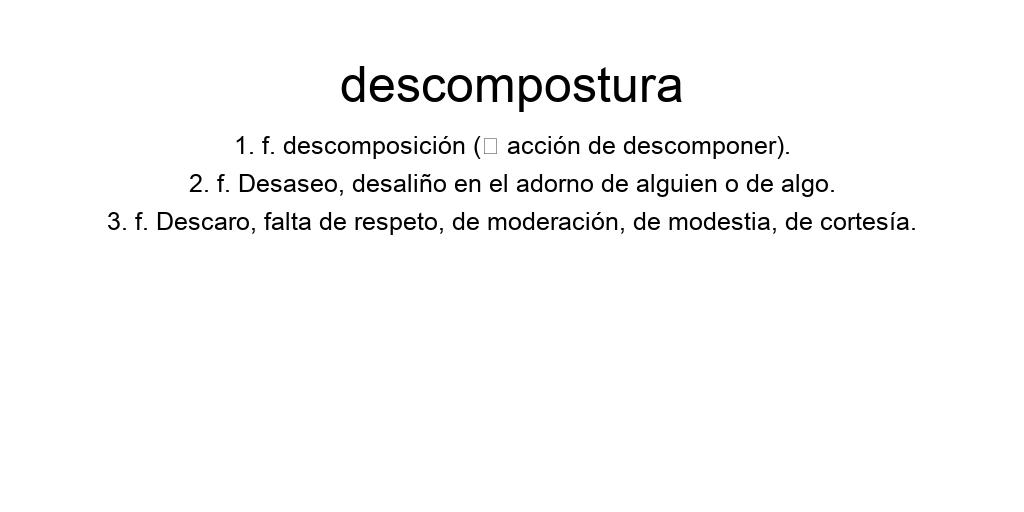 descompostura
1. f. descomposición (□ acción de descomponer).
2. f. Desaseo, desaliño en el adorno de alguien o de algo.
3. f. Descaro, falta de respeto, de moderación, de modestia, de cortesía.